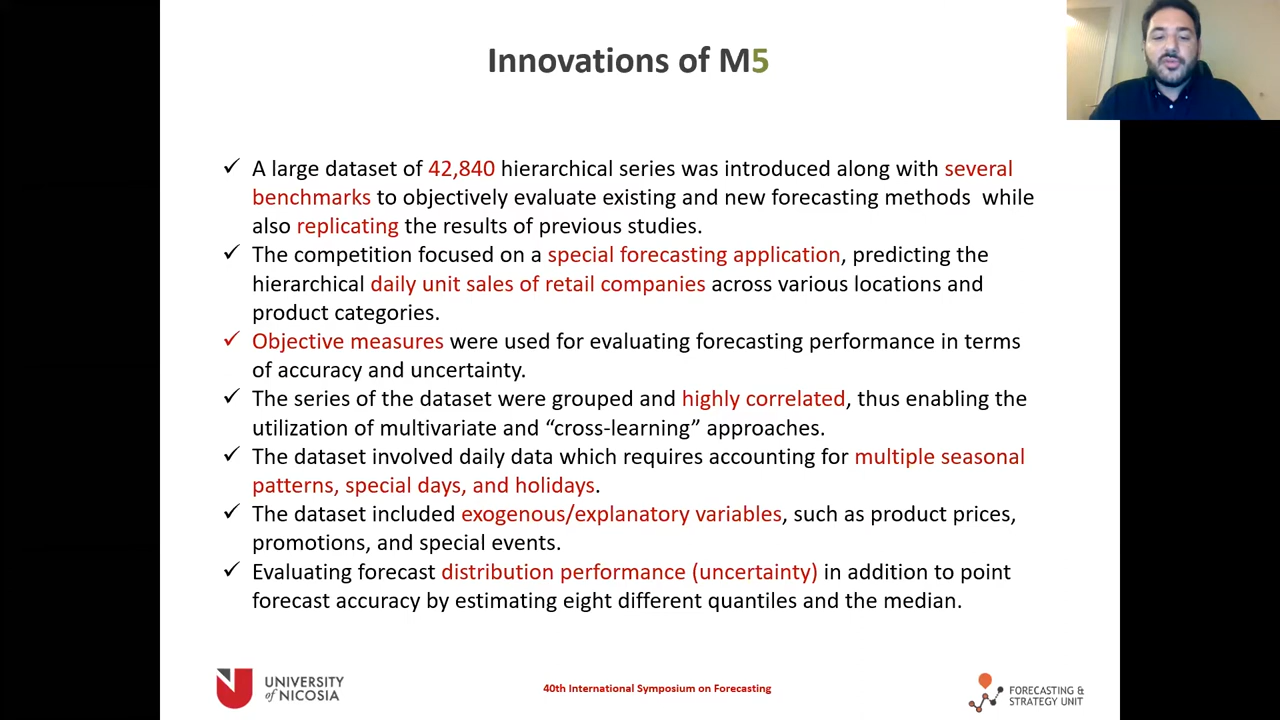 Innovations of M5
✓ A large dataset of 42,840 hierarchical series was introduced along with several
benchmarks to objectively evaluate existing and new forecasting methods while
also replicating the results of previous studies.
✓ The competition focused on a special forecasting application, predicting the
hierarchical daily unit sales of retail companies across various locations and
product categories.
✓ Objective measures were used for evaluating forecasting performance in terms
of accuracy and uncertainty.
✓ The series of the dataset were grouped and highly correlated, thus enabling the
utilization of multivariate and “cross-learning” approaches.
✓ The dataset involved daily data which requires accounting for multiple seasonal
patterns, special days, and holidays.
✓ The dataset included exogenous/explanatory variables, such as product prices,
promotions, and special events.
✓ Evaluating forecast distribution performance (uncertainty) in addition to point
forecast accuracy by estimating eight different quantiles and the median.
UNIVERSITY
of NICOSIA
40th International Symposium on Forecasting
FORECASTING &
STRATEGY UNIT